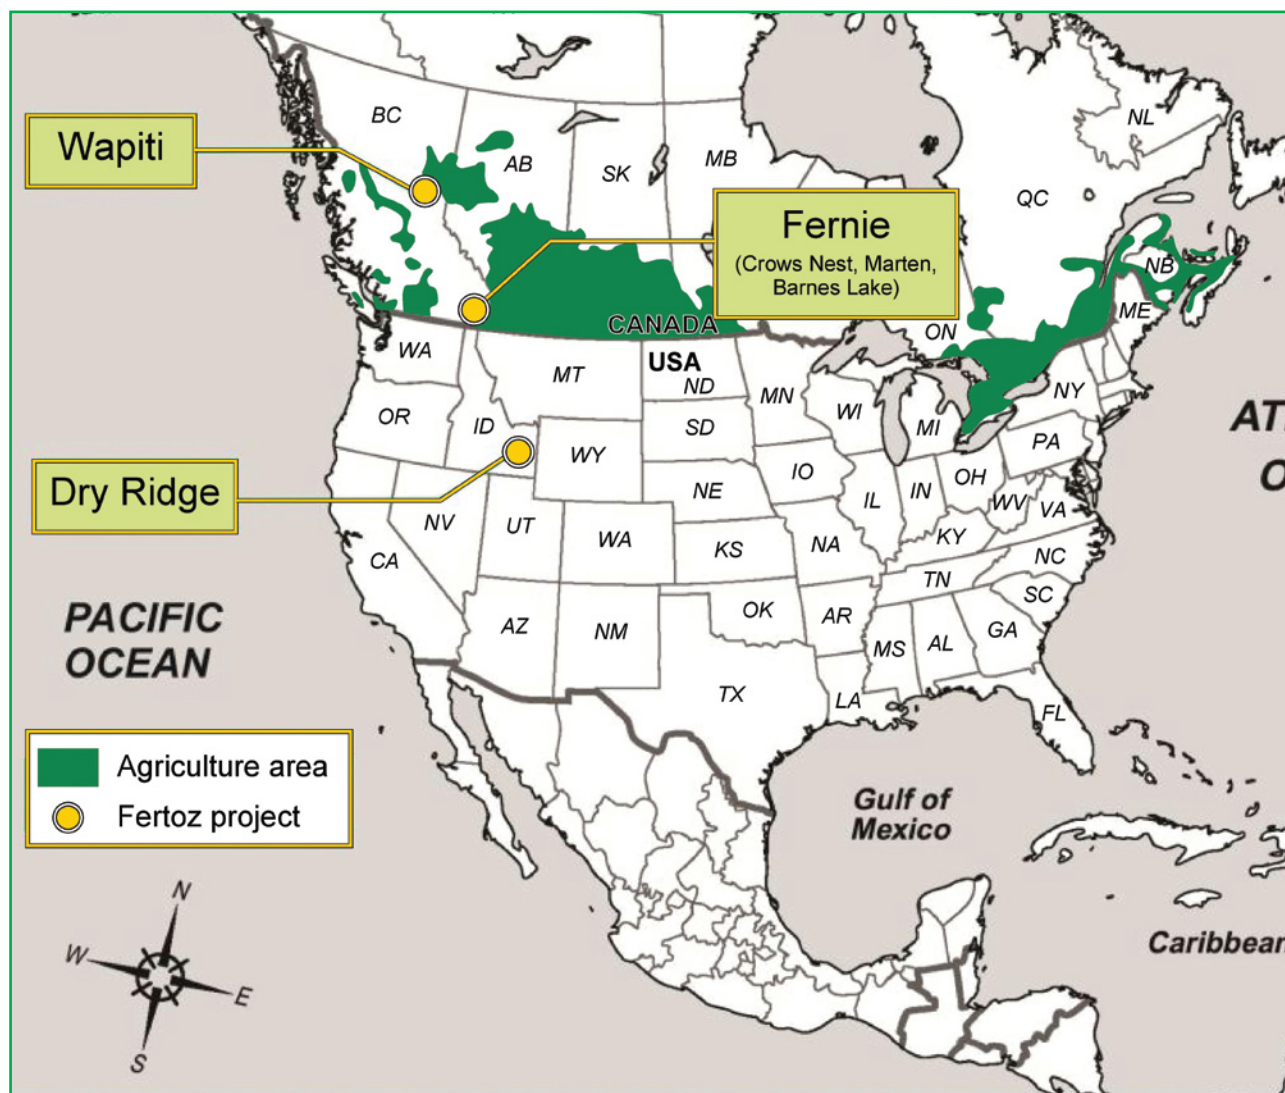 BC
AB
SK
MB
NL
QC
Wapiti
Fernie
(Crows Nest, Marten,
Barnes Lake)
NB
ON
ME
CANADA
USA
WA
MT
ND
MN
OR
ID
WY
SD
WI
MI
NY
PA
AT
O
Dry Ridge
NV
UT
WA
NE
KS
IO
NA
IL
IN
OH
WV
VA
KY
NC
TN
SC
CA
AZ
NM
OK
AR
MS
AL
GA
TX
LA
FL
PACIFIC
OCEAN
Agriculture area
Fertoz project
Gulf of
Mexico
Caribbean
N
W
E
S